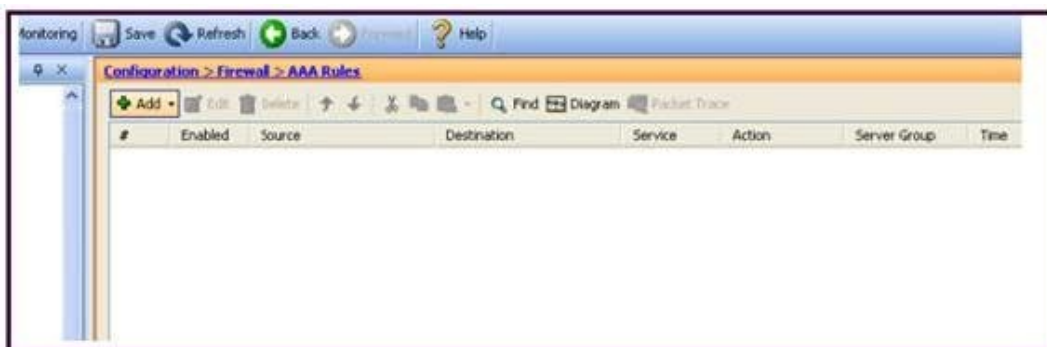 Monitoring Save Refresh Back Forward Help
Configuration > Firewall > AAA Rules
Add Edit Delete Find Diagram Packet Trace
# Enabled Source Destination Service Action Server Group Time